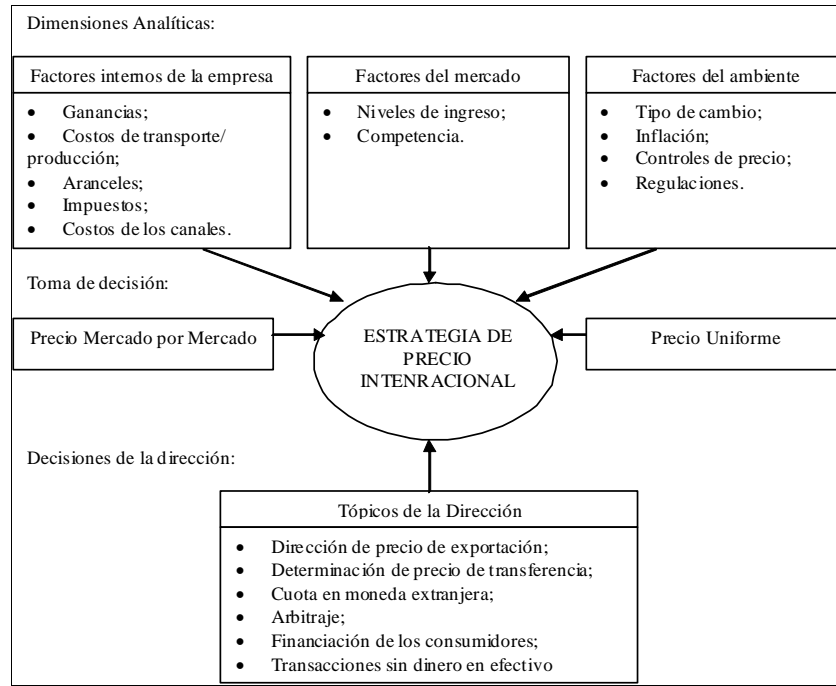 Dimensiones Analíticas:
Factores internos de la empresa
• Ganancias;
• Costos de transporte/
producción;
• Aranceles;
• Impuestos;
• Costos de los canales.
Factores del mercado
• Niveles de ingreso;
• Competencia.
Factores del ambiente
• Tipo de cambio;
• Inflación;
• Controles de precio;
• Regulaciones.
Toma de decisión:
Precio Mercado por Mercado
ESTRATEGIA DE
PRECIO
INTENRACIONAL
Precio Uniforme
Decisiones de la dirección:
Tópicos de la Dirección
• Dirección de precio de exportación;
• Determinación de precio de transferencia;
• Cuota en moneda extranjera;
• Arbitraje;
• Financiación de los consumidores;
• Transacciones sin dinero en efectivo